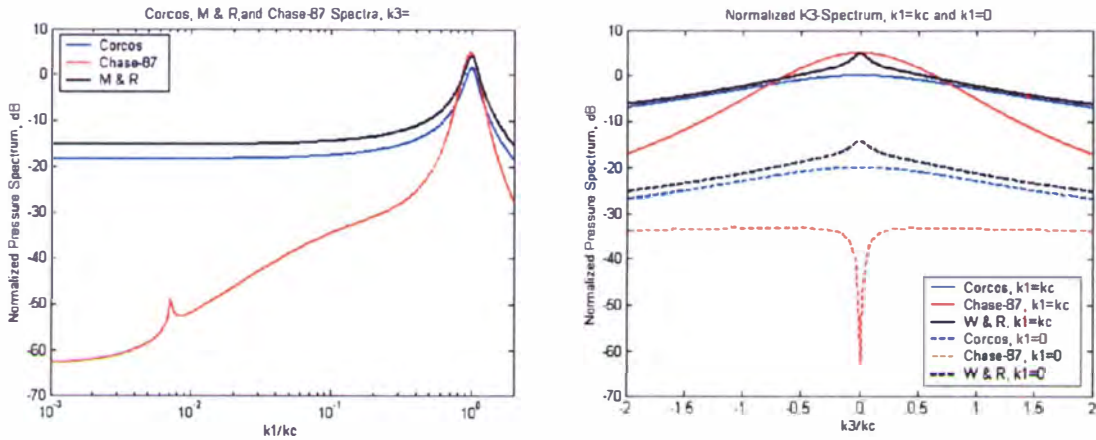 Corcos, M & R,and Chase-87 Spectra, k3=
Corcos
Chase-87
M & R
Normalized Pressure Spectrum, dB
10
0
-10
-20
-30
-40
-50
-60
-70
10^-3
10^-2
10^-1
10^0
k1/kc
Normalized K3-Spectrum, k1=kc and k1=0
Normalized Pressure Spectrum, dB
10
0
-10
-20
-30
-40
-50
-60
-70
-2
-1.5
-1
-0.5
0
0.5
1
1.5
2
k3/kc
Corcos, k1=kc
Chase-87, k1=kc
W & R, k1=kc
Corcos, k1=0
Chase-87, k1=0
W & R, k1=0